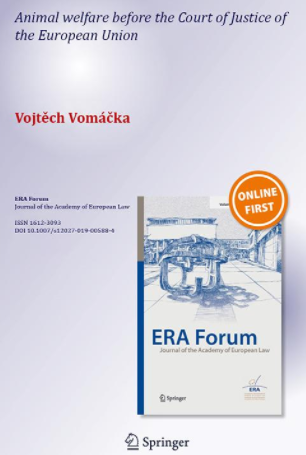 Animal welfare before the Court of Justice of
the European Union
Vojtěch Vomáčka
ERA Forum
Journal of the Academy of European Law
ISSN 1612-3093
DOI 10.1007/s12027-019-00588-4
ONLINE
FIRST
ERA Forum
Journal of the Academy of European Law
ERA
Springer
Springer